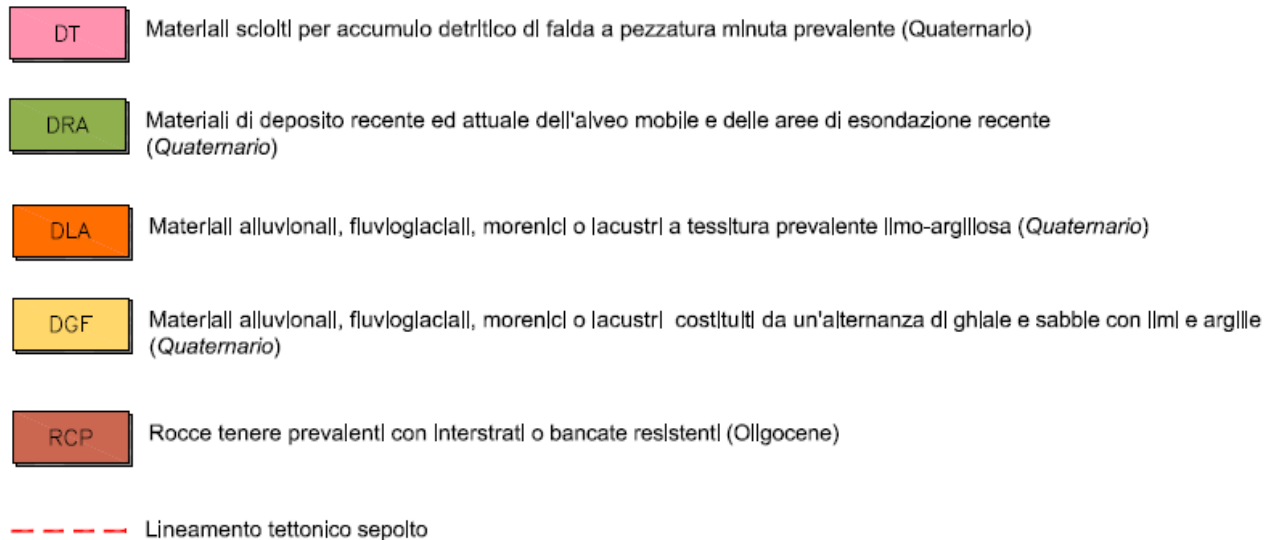 DT Materiali sciolti per accumulo detritico di falda a pezzatura minuta prevalente (Quaternario)
DRA Materiali di deposito recente ed attuale dell'alveo mobile e delle aree di esondazione recente
(Quaternario)
DLA Materiali alluvionali, fluvioglaciali, morenici o lacustri a tessitura prevalente limo-argillosa (Quaternario)
DGF Materiali alluvionali, fluvioglaciali, morenici o lacustri costituiti da un'alternanza di ghiaie e sabbie con limi e argille
(Quaternario)
RCP Rocce tenere prevalenti con interstrati o bancate resistenti (Oligocene)
Lineamento tettonico sepolto